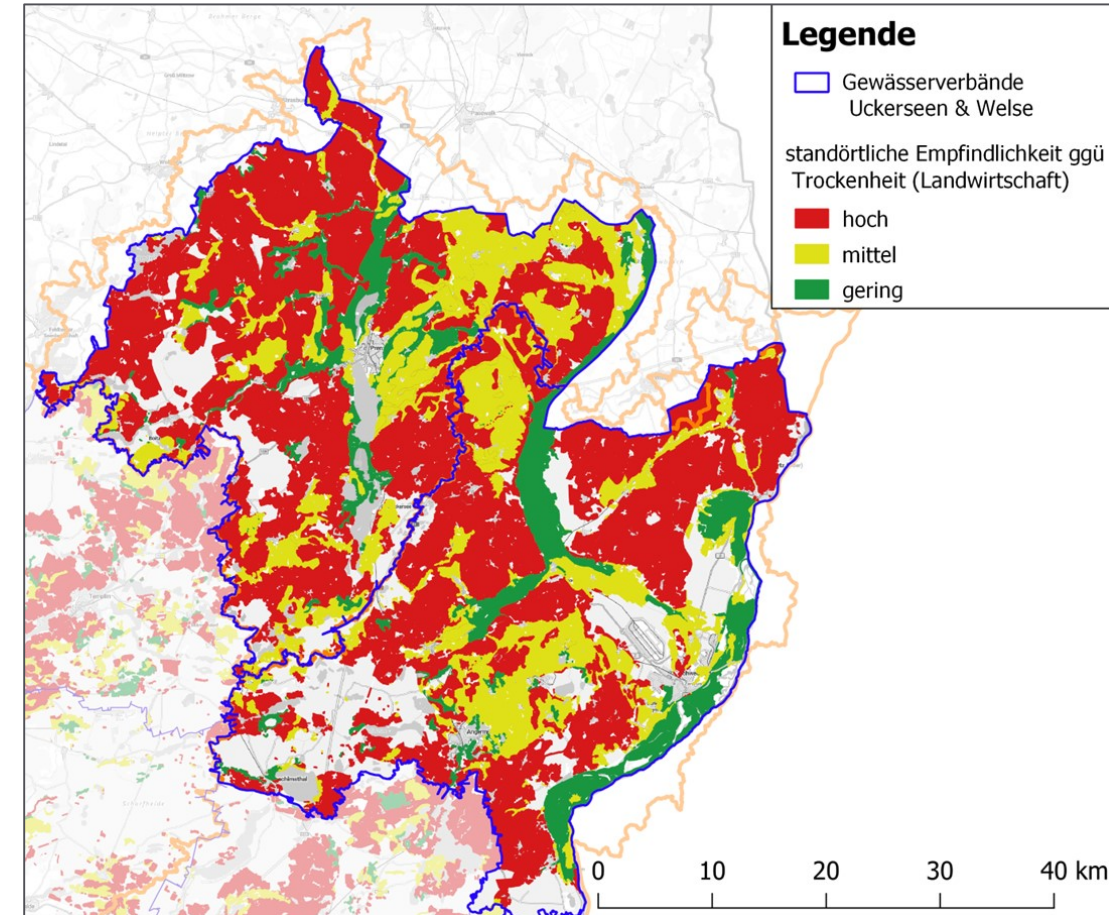 Legende
Gewässerverbände
Uckerseen & Welse
standörtliche Empfindlichkeit ggü
Trockenheit (Landwirtschaft)
hoch
mittel
gering
0 10 20 30 40 km